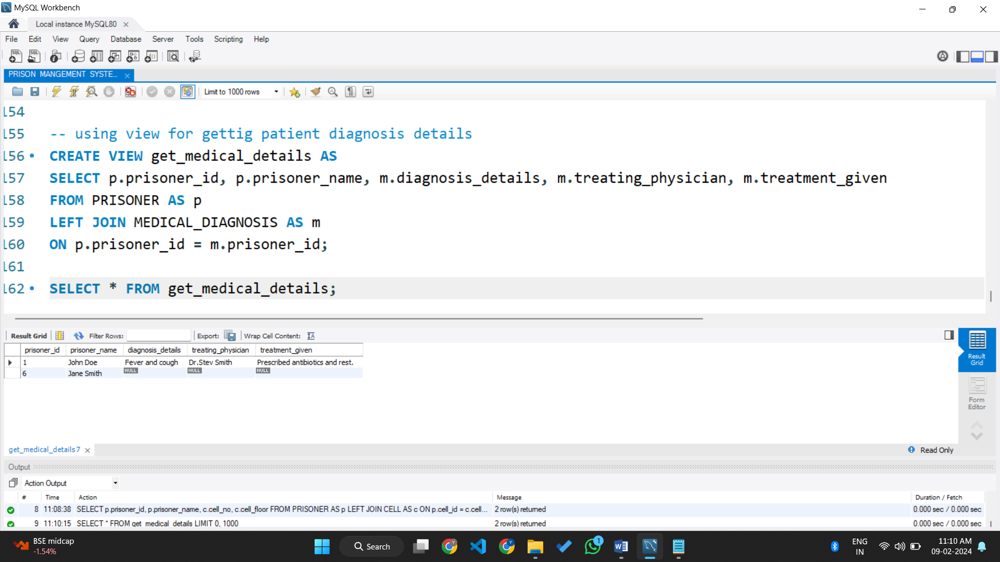 MySQL Workbench
Local instance MySQL80
File Edit View Query Database Server Tools Scripting Help
PRISON MANGEMENT SYSTE...
Limit to 1000 rows
154
155 -- using view for gettig patient diagnosis details
156 CREATE VIEW get_medical_details AS
157 SELECT p.prisoner_id, p.prisoner_name, m.diagnosis_details, m.treating_physician, m.treatment_given
158 FROM PRISONER AS p
159 LEFT JOIN MEDICAL_DIAGNOSIS AS m
160 ON p.prisoner_id = m.prisoner_id;
161
162 SELECT * FROM get_medical_details;
Result Grid Filter Rows: Export: Wrap Cell Content:
prisoner_id prisoner_name diagnosis_details treating_physician treatment_given
1 John Doe Fever and cough Dr.Stev Smith Prescribed antibiotics and rest.
6 Jane Smith NULL NULL NULL
Result
Grid
Form
Editor
get_medical_details 7
Read Only
Output
Action Output
# Time Action Message Duration / Fetch
8 11:08:38 SELECT p.prisoner_id, p.prisoner_name, c.cell_no, c.cell_floor FROM PRISONER AS p LEFT JOIN CELL AS c ON p.cell_id = c.cell... 2 row(s) returned 0.000 sec / 0.000 sec
9 11:10:15 SELECT * FROM get_medical_details LIMIT 0, 1000 2 row(s) returned 0.000 sec / 0.000 sec
BSE midcap
-1.54%
Search
1
ENG
IN
11:10 AM
09-02-2024